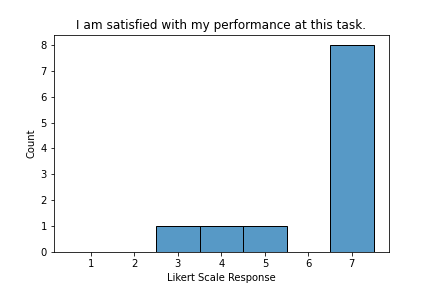 I am satisfied with my performance at this task.
8
7
6
5
4
3
2
1
0
Count
1 2 3 4 5 6 7
Likert Scale Response